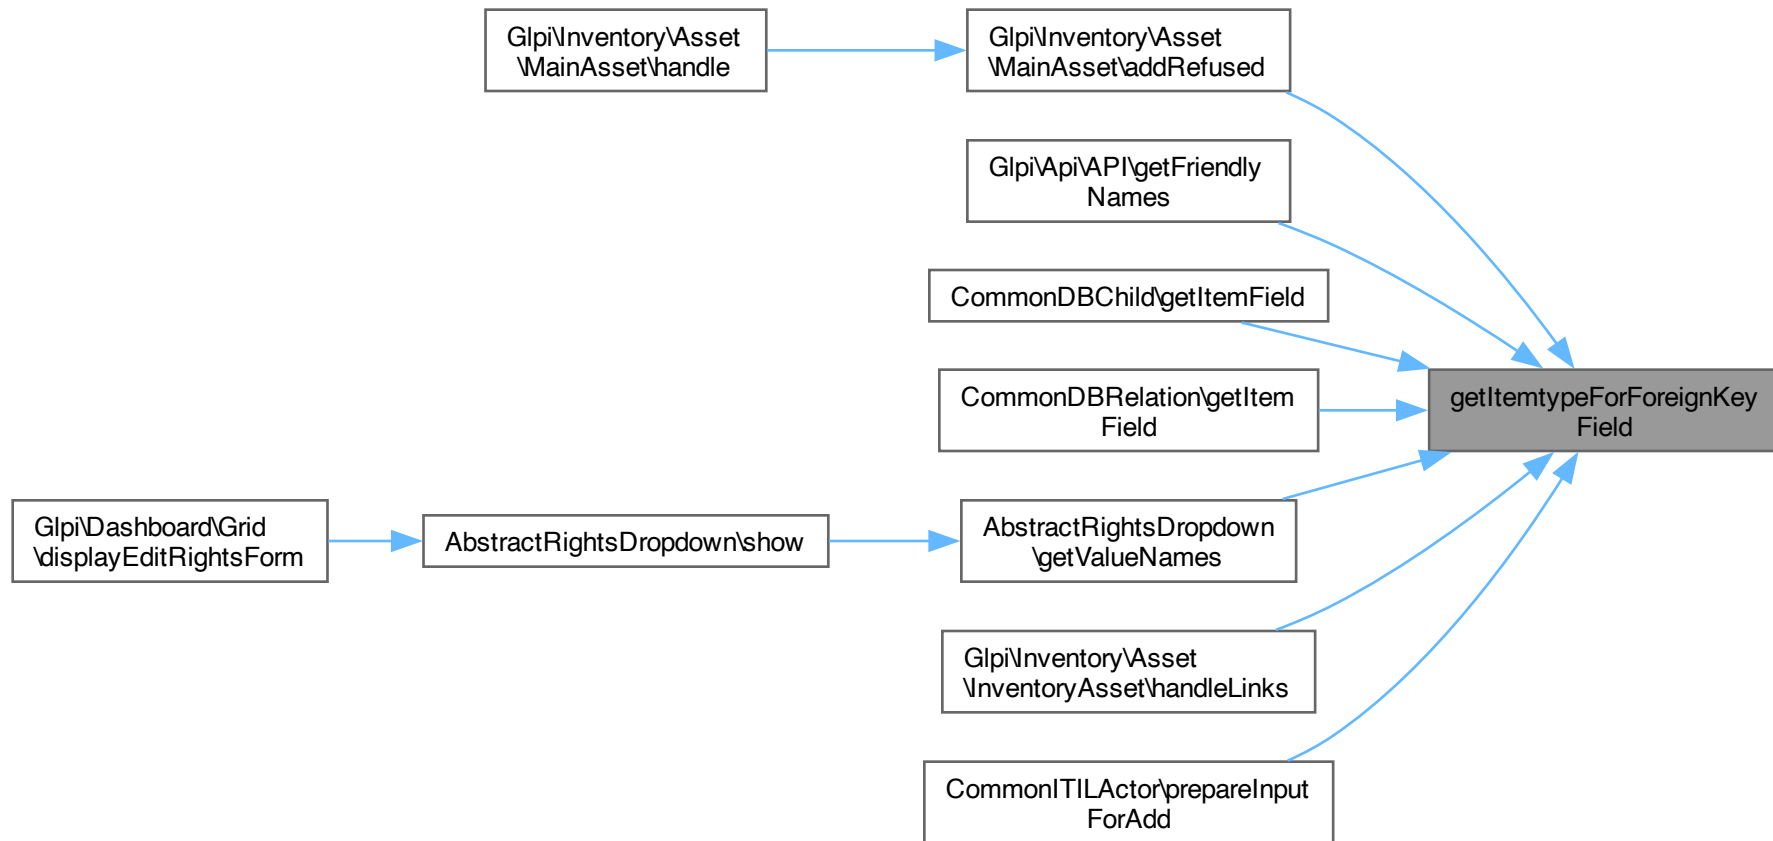 Glpi\Inventory\Asset
\MainAsset\handle
Glpi\Inventory\Asset
\MainAsset\addRefused
Glpi\Api\API\getFriendly
Names
CommonDBChild\getItemField
CommonDBRelation\getItem
Field
getItemtypeForForeignKey
Field
Glpi\Dashboard\Grid
\displayEditRightsForm
AbstractRightsDropdown\show
AbstractRightsDropdown
\getValueNames
Glpi\Inventory\Asset
\InventoryAsset\handleLinks
CommonITILActor\prepareInput
ForAdd